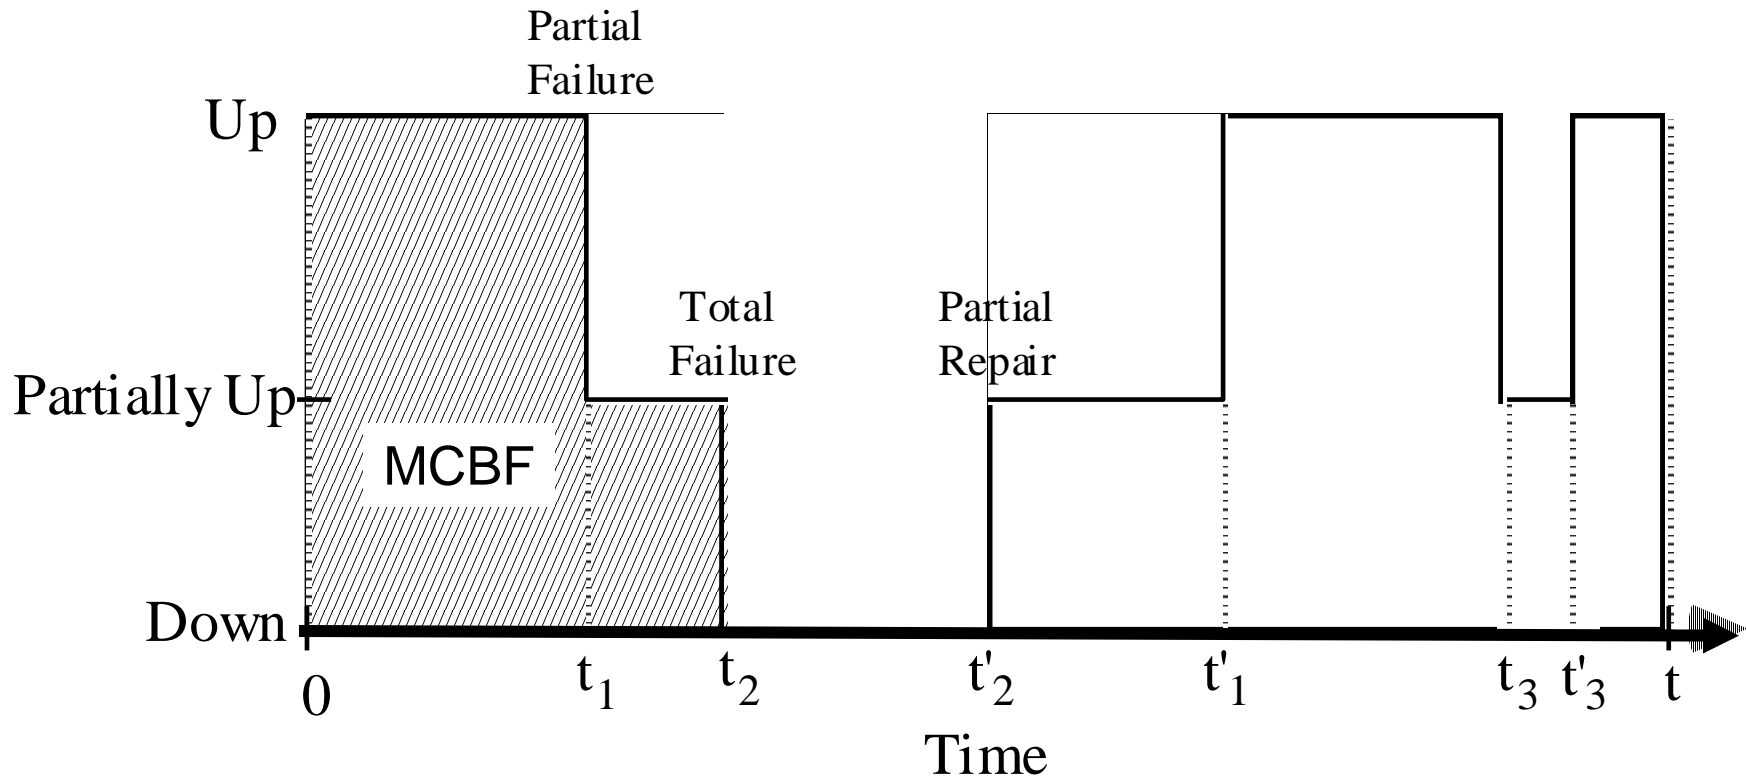 Partial
Failure
Up
Total
Failure
Partial
Repair
Partially Up
MCBF
Down
0
t1
t2
t'2
t'1
t3
t'3
t
Time